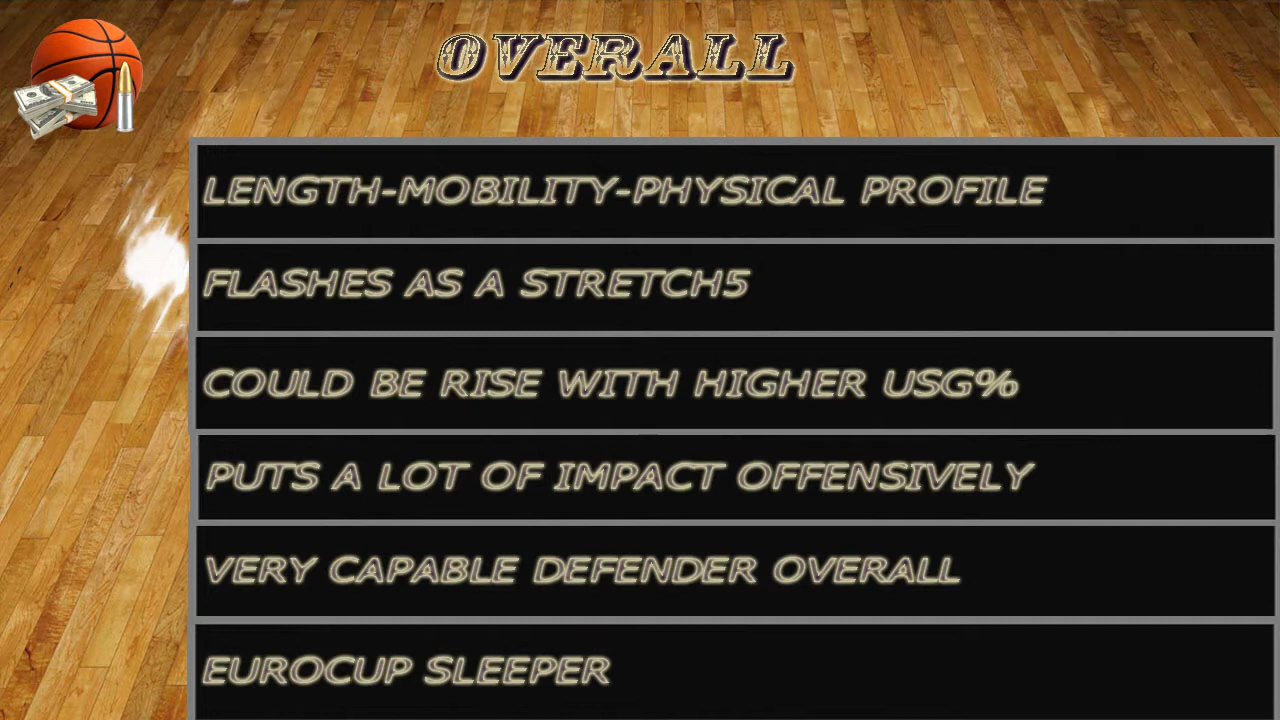 OVERALL
LENGTH-MOBILITY-PHYSICAL PROFILE
FLASHES AS A STRETCH5
COULD BE RISE WITH HIGHER USG%
PUTS A LOT OF IMPACT OFFENSIVELY
VERY CAPABLE DEFENDER OVERALL
EUROCUP SLEEPER